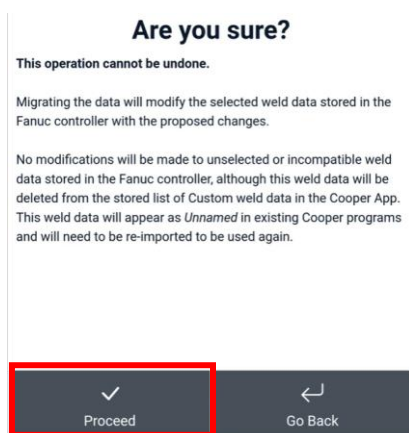 Are you sure?
This operation cannot be undone.
Migrating the data will modify the selected weld data stored in the
Fanuc controller with the proposed changes.
No modifications will be made to unselected or incompatible weld
data stored in the Fanuc controller, although this weld data will be
deleted from the stored list of Custom weld data in the Cooper App.
This weld data will appear as Unnamed in existing Cooper programs
and will need to be re-imported to be used again.
Proceed
Go Back